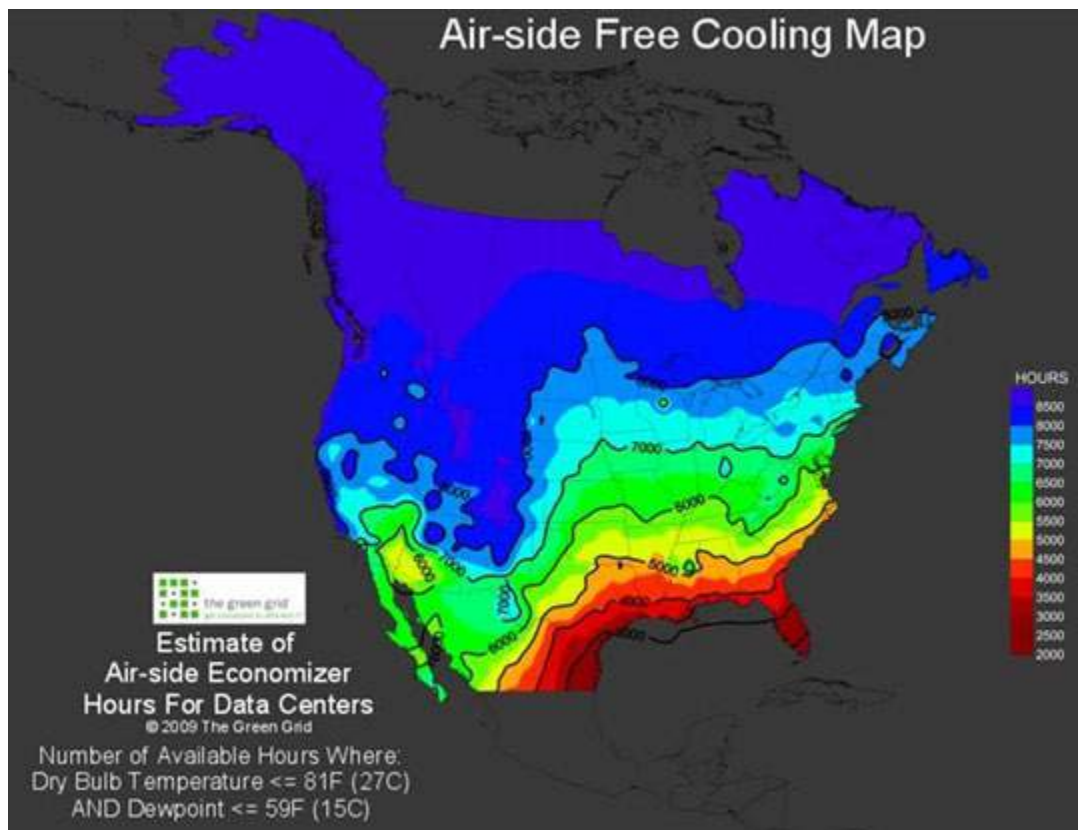 Air-side Free Cooling Map
8000
7000
6000
5000
4000
8000
7000
6000
7000
6000
HOURS
8500
8000
7500
7000
6500
6000
5500
5000
4500
4000
3500
3000
2500
2000
the green grid
Estimate of
Air-side Economizer
Hours For Data Centers
© 2009 The Green Grid
Number of Available Hours Where:
Dry Bulb Temperature <= 81F (27C)
AND Dewpoint <= 59F (15C)